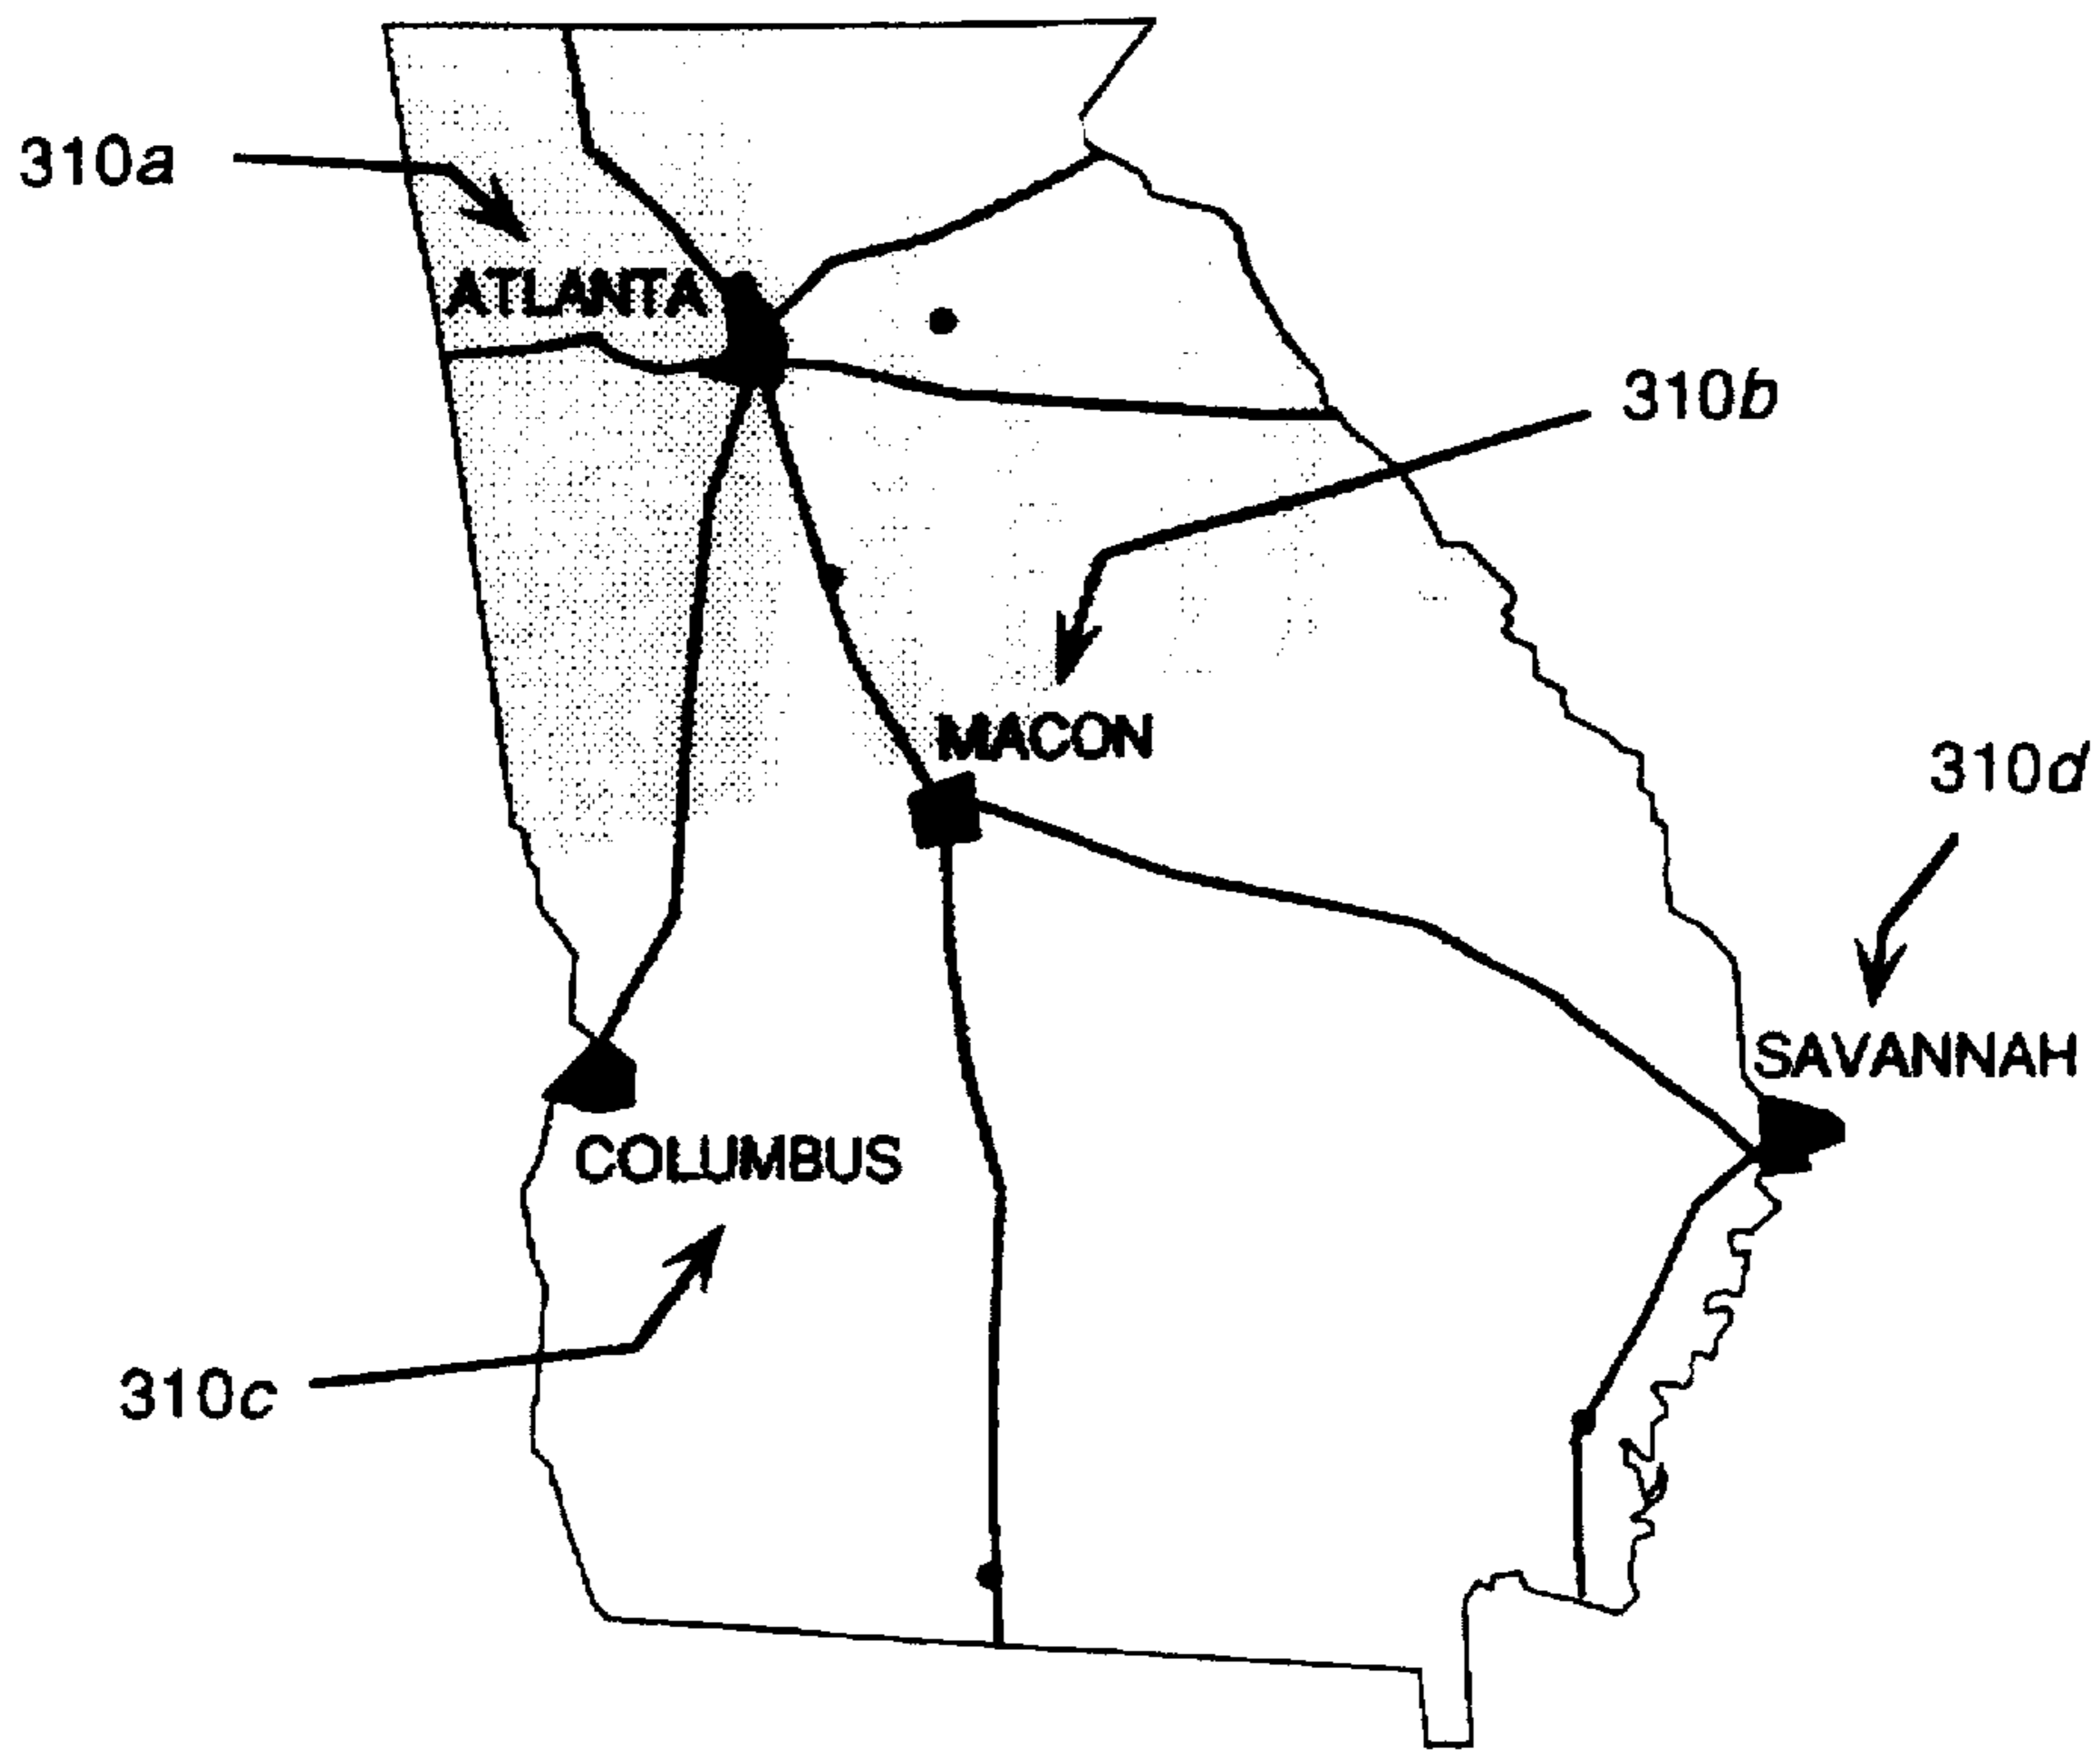 310a
ATLANTA
310b
MACON
310d
SAVANNAH
COLUMBUS
310c